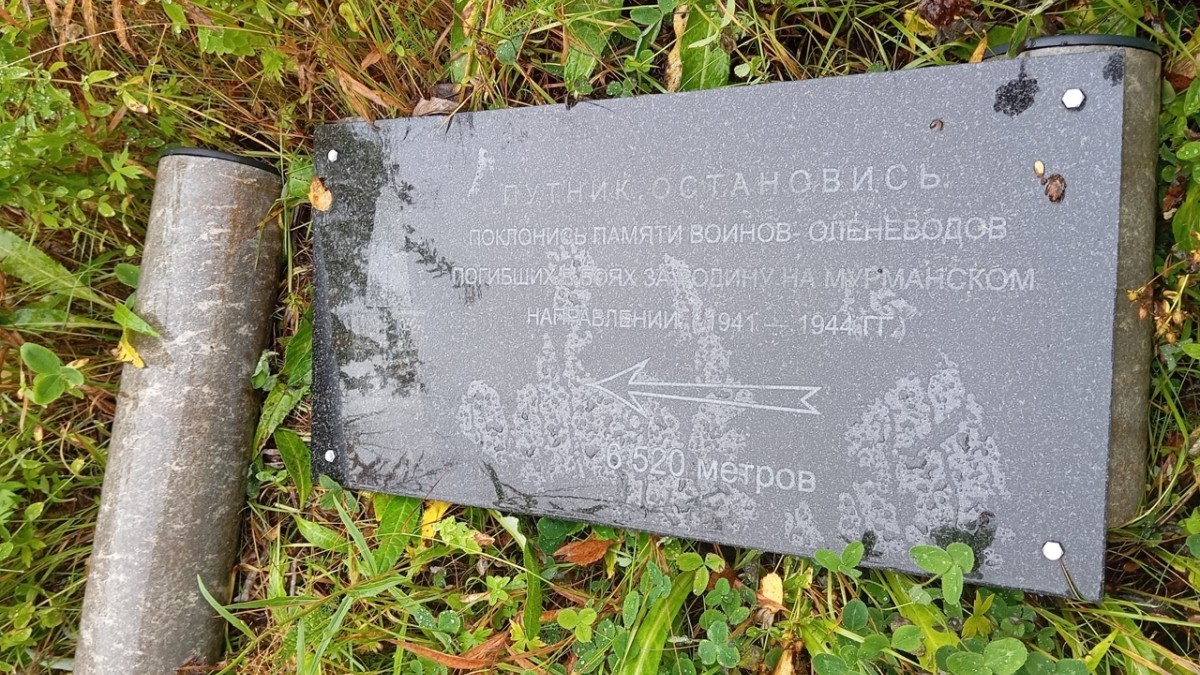 ПУТНИК, ОСТАНОВИСЬ
ПОКЛОНИСЬ ПАМЯТИ ВОИНОВ-ОЛЕНЕВОДОВ
ПОГИБШИХ В БОЯХ ЗА РОДИНУ НА МУРМАНСКОМ
НАПРАВЛЕНИИ (1941 — 1944 ГГ.)
6 520 метров